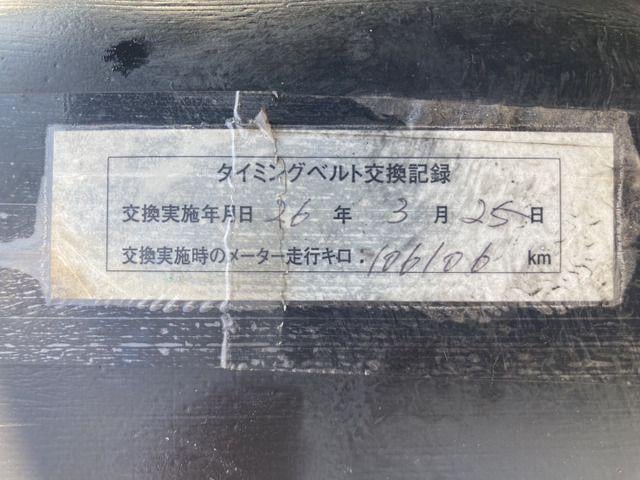 タイミングベルト交換記録
交換実施年月日 26 年 3 月 25 日
交換実施時のメーター走行キロ：106106 km